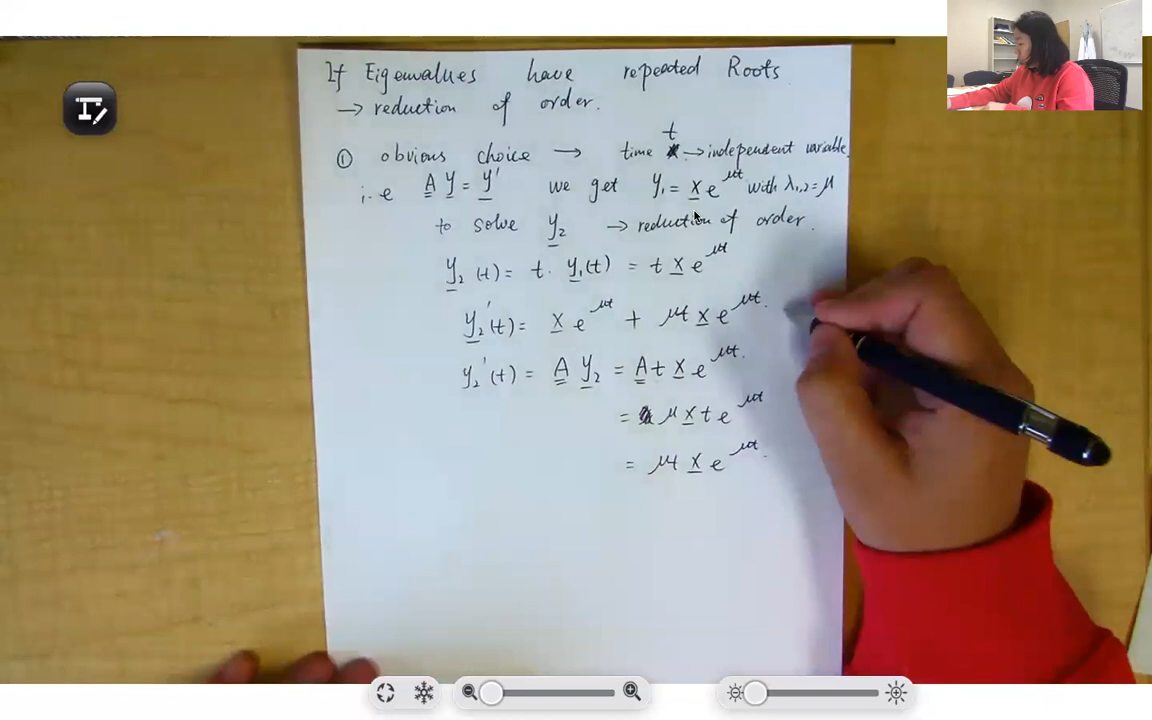 If Eigenvalues have repeated Roots
→ reduction of order.
① obvious choice → time t → independent variable.
i.e A y = y' we get y₁ = x e^μt with λ₁,₂ = μ
to solve y₂ → reduction of order.
y₂(t) = t · y₁(t) = t x e^μt
y₂'(t) = x e^μt + μt x e^μt.
y₂'(t) = A y₂ = A t x e^μt.
= μ x t e^μt
= μt x e^μt.